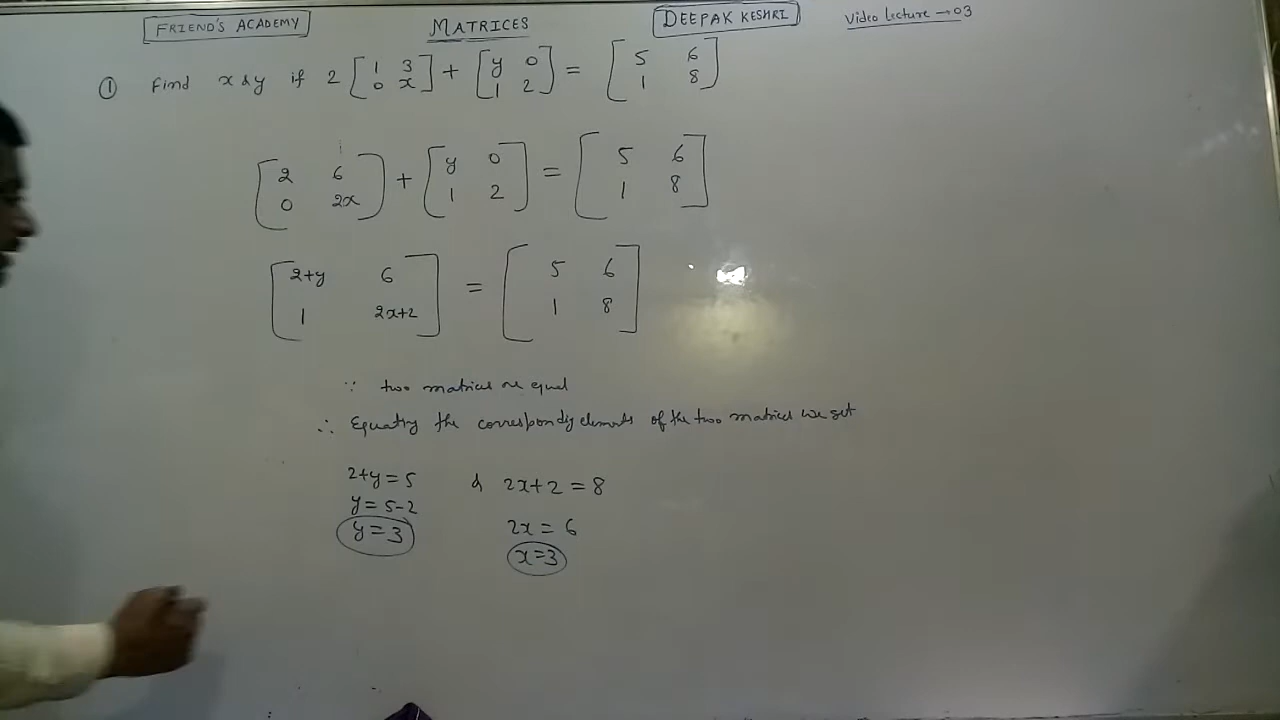 FRIEND'S ACADEMY MATRICES DEEPAK KESHRI Video Lecture → 03
① Find x & y if 2 [1 3; 0 x] + [y 0; 1 2] = [5 6; 1 8]
[2 6; 0 2x] + [y 0; 1 2] = [5 6; 1 8]
[2+y 6; 1 2x+2] = [5 6; 1 8]
∵ two matrices are equal
∴ Equating the corresponding elements of the two matrices we get
2+y = 5 & 2x+2 = 8
y = 5-2 2x = 6
y = 3 x = 3